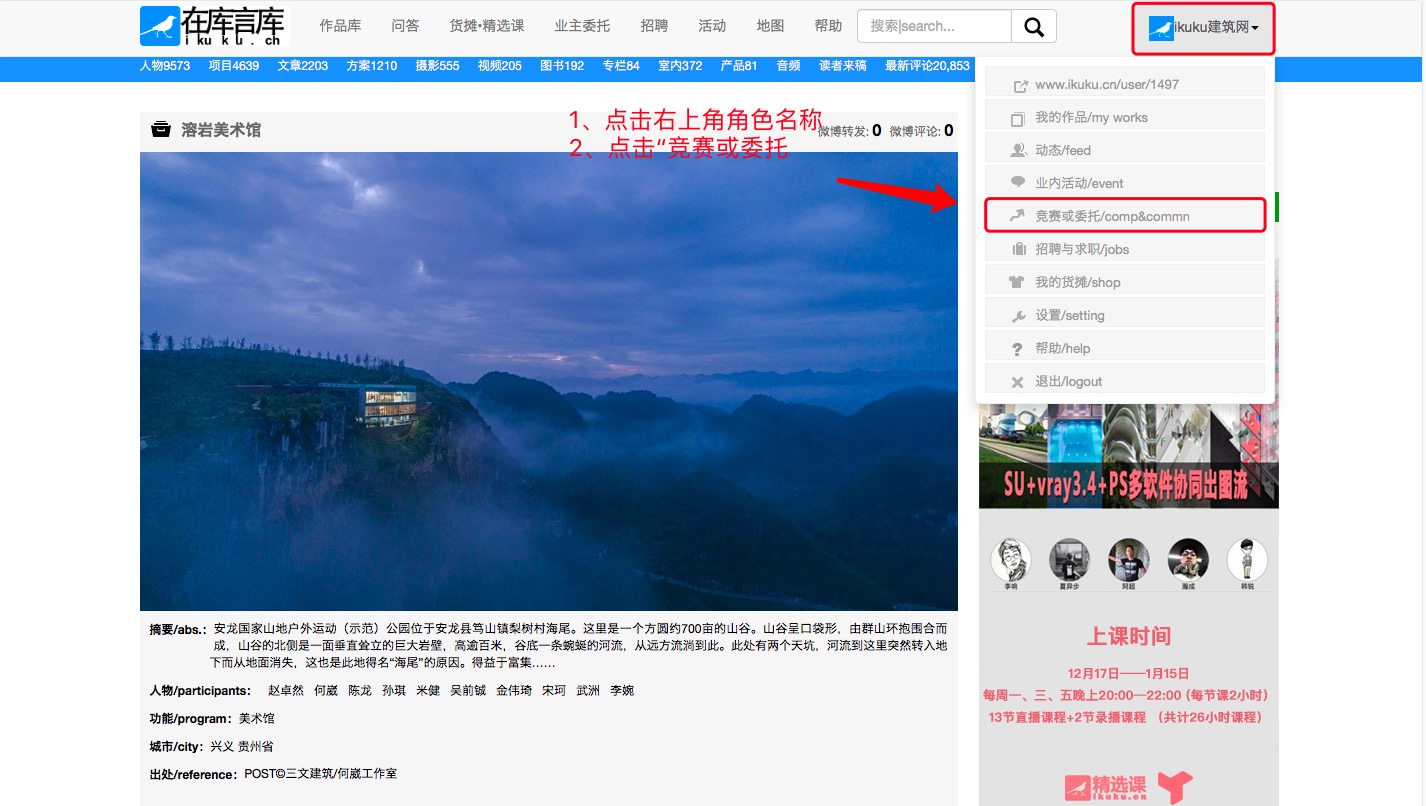 在库言库
ikuku.cn
作品库 问答 货摊•精选课 业主委托 招聘 活动 地图 帮助 搜索|search... ikuku建筑网
人物9573 项目4639 文章2203 方案1210 摄影555 视频205 图书192 专栏84 室内372 产品81 音频 读者来稿 最新评论20,853
www.ikuku.cn/user/1497
我的作品/my works
动态/feed
业内活动/event
竞赛或委托/comp&commn
招聘与求职/jobs
我的货摊/shop
设置/setting
帮助/help
退出/logout
1、点击右上角角色名称
2、点击“竞赛或委托
溶岩美术馆 微博转发: 0 微博评论: 0
摘要/abs.: 安龙国家山地户外运动（示范）公园位于安龙县笃山镇梨树村海尾。这里是一个方圆约700亩的山谷。山谷呈口袋形，由群山环抱围合而
成，山谷的北侧是一面垂直耸立的巨大岩壁，高逾百米，谷底一条蜿蜒的河流，从远方流淌到此。此处有两个天坑，河流到这里突然转入地
下而从地面消失，这也是此地得名“海尾”的原因。得益于富集......
人物/participants: 赵卓然 何崴 陈龙 孙琪 米健 吴前铖 金伟琦 宋珂 武洲 李婉
功能/program: 美术馆
城市/city: 兴义 贵州省
出处/reference: POST©三文建筑/何崴工作室
SU+vray3.4+PS多软件协同出图流
李响 夏异步 阿超 瀚成 韩锐
上课时间
12月17日——1月15日
每周一、三、五晚上20:00—22:00 (每节课2小时)
13节直播课程+2节录播课程 （共计26小时课程）
精选课
ikuku.cn